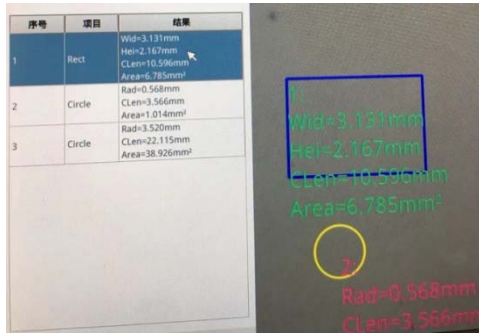 序号 项目 结果
1 Rect Wid=3.131mm
Hei=2.167mm
CLen=10.596mm
Area=6.785mm²
2 Circle Rad=0.568mm
CLen=3.566mm
Area=1.014mm²
3 Circle Rad=3.520mm
CLen=22.115mm
Area=38.926mm²
1:
Wid=3.131mm
Hei=2.167mm
CLen=10.596mm
Area=6.785mm²
2:
Rad=0.568mm
CLen=3.566mm